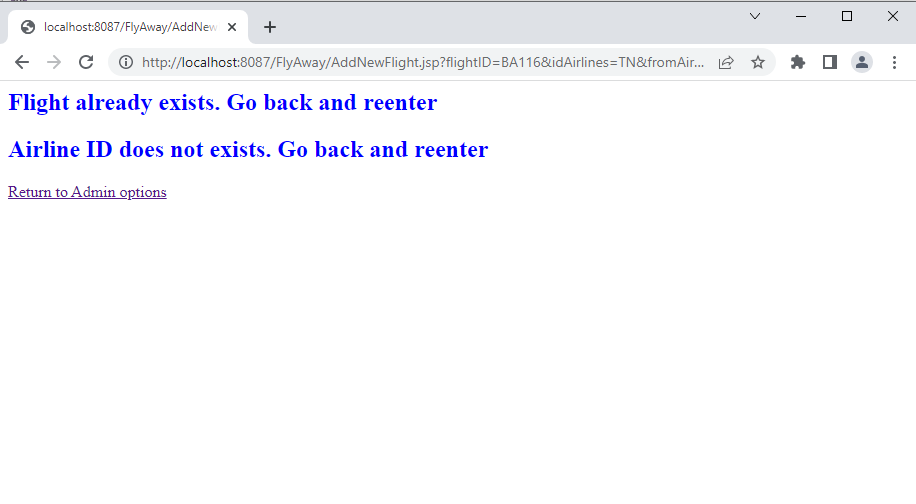 localhost:8087/FlyAway/AddNew
http://localhost:8087/FlyAway/AddNewFlight.jsp?flightID=BA116&idAirlines=TN&fromAir...
Flight already exists. Go back and reenter
Airline ID does not exists. Go back and reenter
Return to Admin options